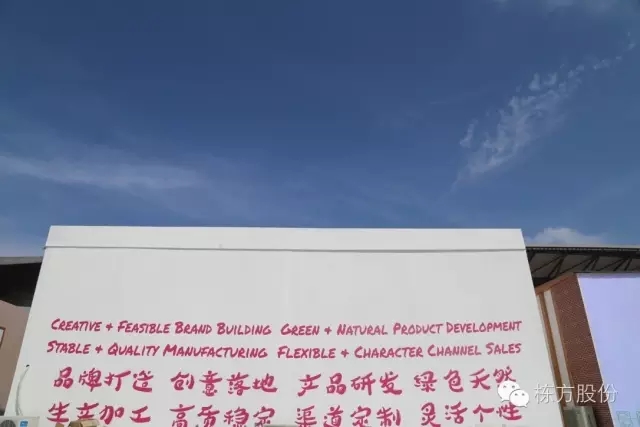 CREATIVE & FEASIBLE BRAND BUILDING GREEN & NATURAL PRODUCT DEVELOPMENT
STABLE & QUALITY MANUFACTURING FLEXIBLE & CHARACTER CHANNEL SALES
品牌打造 创意落地 产品研发 绿色天然
生产加工 高质稳定 渠道定制 灵活个性
栋方股份